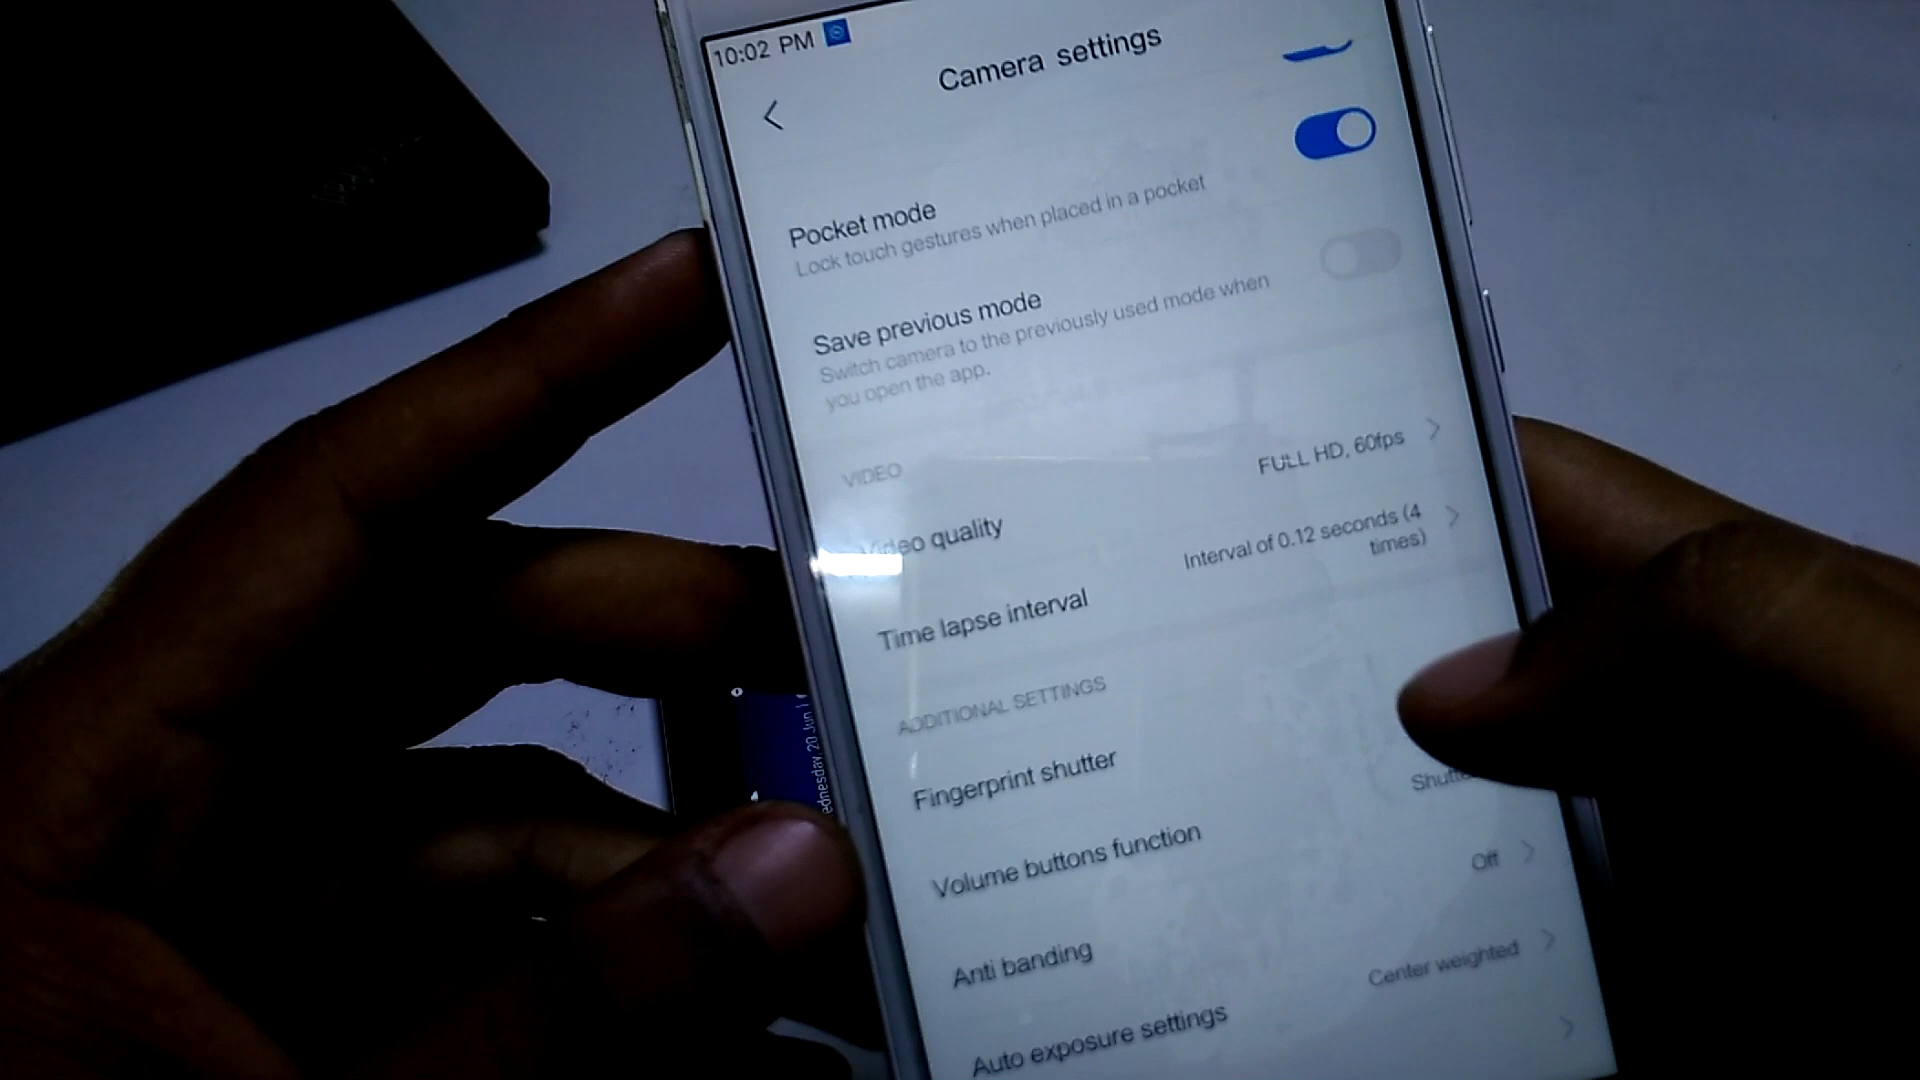 10:02 PM
Camera settings
Pocket mode
Lock touch gestures when placed in a pocket
Save previous mode
Switch camera to the previously used mode when
you open the app.
VIDEO
Video quality
FULL HD, 60fps
Time lapse interval
Interval of 0.12 seconds (4
times)
ADDITIONAL SETTINGS
Fingerprint shutter
Volume buttons function
Anti banding
Off
Auto exposure settings
Center weighted
20 Jun